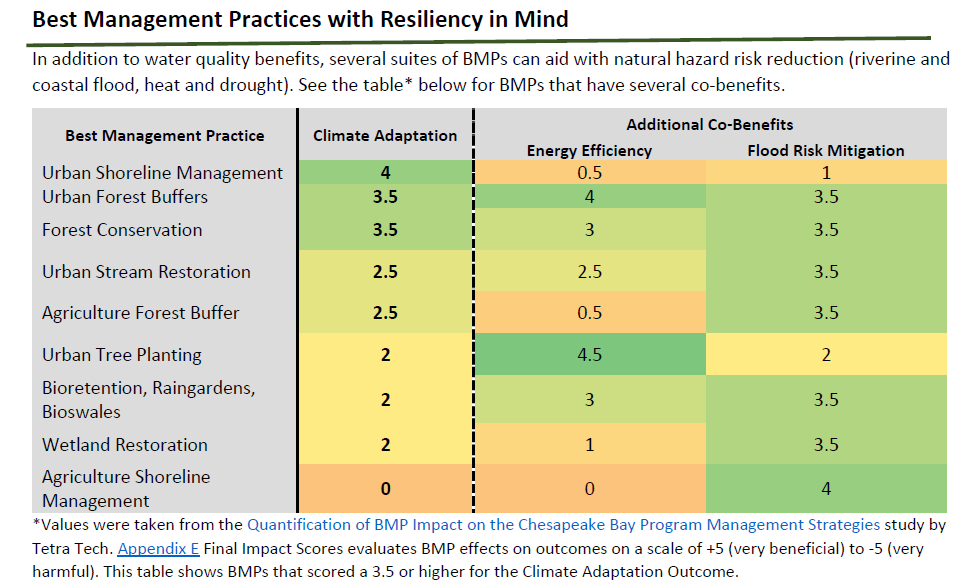 Best Management Practices with Resiliency in Mind
In addition to water quality benefits, several suites of BMPs can aid with natural hazard risk reduction (riverine and
coastal flood, heat and drought). See the table* below for BMPs that have several co-benefits.
Best Management Practice Climate Adaptation Additional Co-Benefits
Energy Efficiency Flood Risk Mitigation
Urban Shoreline Management 4 0.5 1
Urban Forest Buffers 3.5 4 3.5
Forest Conservation 3.5 3 3.5
Urban Stream Restoration 2.5 2.5 3.5
Agriculture Forest Buffer 2.5 0.5 3.5
Urban Tree Planting 2 4.5 2
Bioretention, Raingardens,
Bioswales 2 3 3.5
Wetland Restoration 2 1 3.5
Agriculture Shoreline
Management 0 0 4
*Values were taken from the Quantification of BMP Impact on the Chesapeake Bay Program Management Strategies study by
Tetra Tech. Appendix E Final Impact Scores evaluates BMP effects on outcomes on a scale of +5 (very beneficial) to -5 (very
harmful). This table shows BMPs that scored a 3.5 or higher for the Climate Adaptation Outcome.